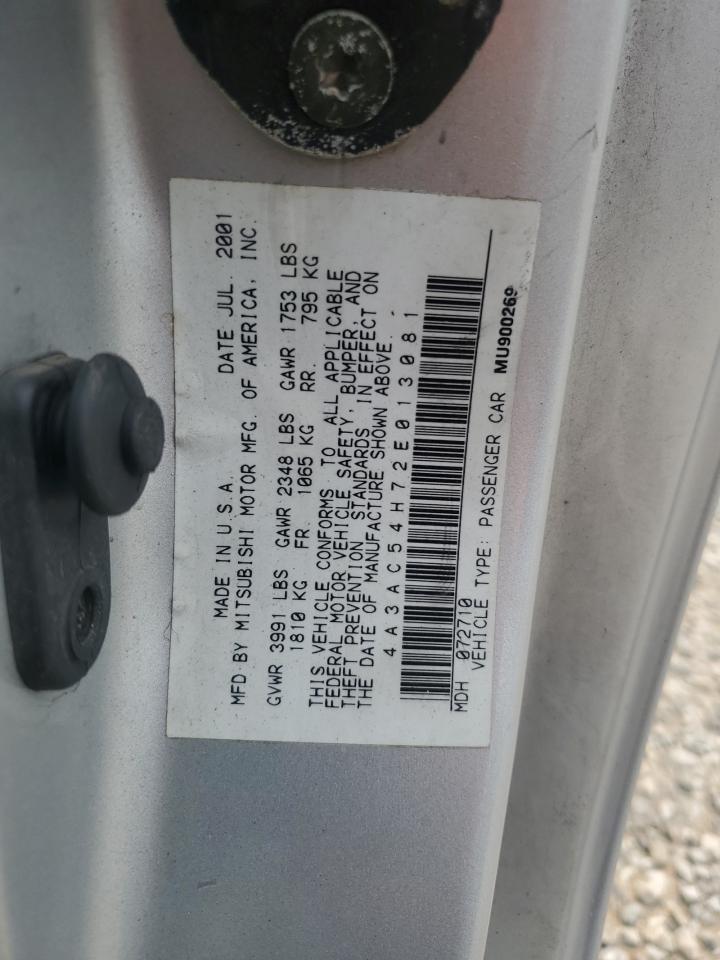 MADE IN U.S.A. DATE JUL. 2001
MFD BY MITSUBISHI MOTOR MFG. OF AMERICA, INC.
GVWR 3991 LBS GAWR 2348 LBS GAWR 1753 LBS
1810 KG FR. 1065 KG RR. 795 KG
THIS VEHICLE CONFORMS TO ALL APPLICABLE
FEDERAL MOTOR VEHICLE SAFETY, BUMPER, AND
THEFT PREVENTION STANDARDS IN EFFECT ON
THE DATE OF MANUFACTURE SHOWN ABOVE.
4A3AC54H72E013081
MDH 072710
VEHICLE TYPE: PASSENGER CAR MU900269